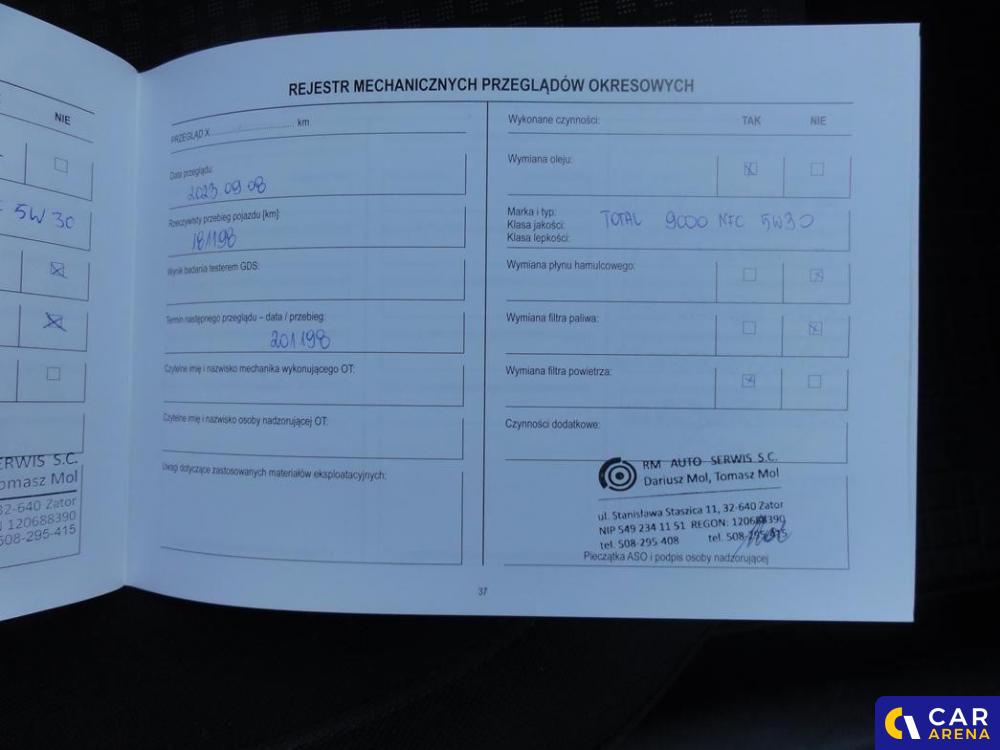 NIE
5W 30
SERWIS S.C.
Tomasz Mol
32-640 Zator
120688390
508-295-415
REJESTR MECHANICZNYCH PRZEGLĄDÓW OKRESOWYCH
PRZEGLĄD X .......................... km
Data przeglądu:
2023.09.08
Rzeczywisty przebieg pojazdu [km]:
181198
Wynik badania testerem GDS:
Termin następnego przeglądu – data / przebieg:
201198
Czytelne imię i nazwisko mechanika wykonującego OT:
Czytelne imię i nazwisko osoby nadzorującej OT:
Uwagi dotyczące zastosowanych materiałów eksploatacyjnych:
Wykonane czynności: TAK NIE
Wymiana oleju:
Marka i typ:
Klasa jakości:
Klasa lepkości:
TOTAL 9000 NFC 5W30
Wymiana płynu hamulcowego:
Wymiana filtra paliwa:
Wymiana filtra powietrza:
Czynności dodatkowe:
RM AUTO SERWIS S.C.
Dariusz Mol, Tomasz Mol
ul. Stanisława Staszica 11, 32-640 Zator
NIP 549 234 11 51 REGON: 120688390
tel. 508-295-408 tel. 508-295-415
Pieczątka ASO i podpis osoby nadzorującej
37
CAR
ARENA